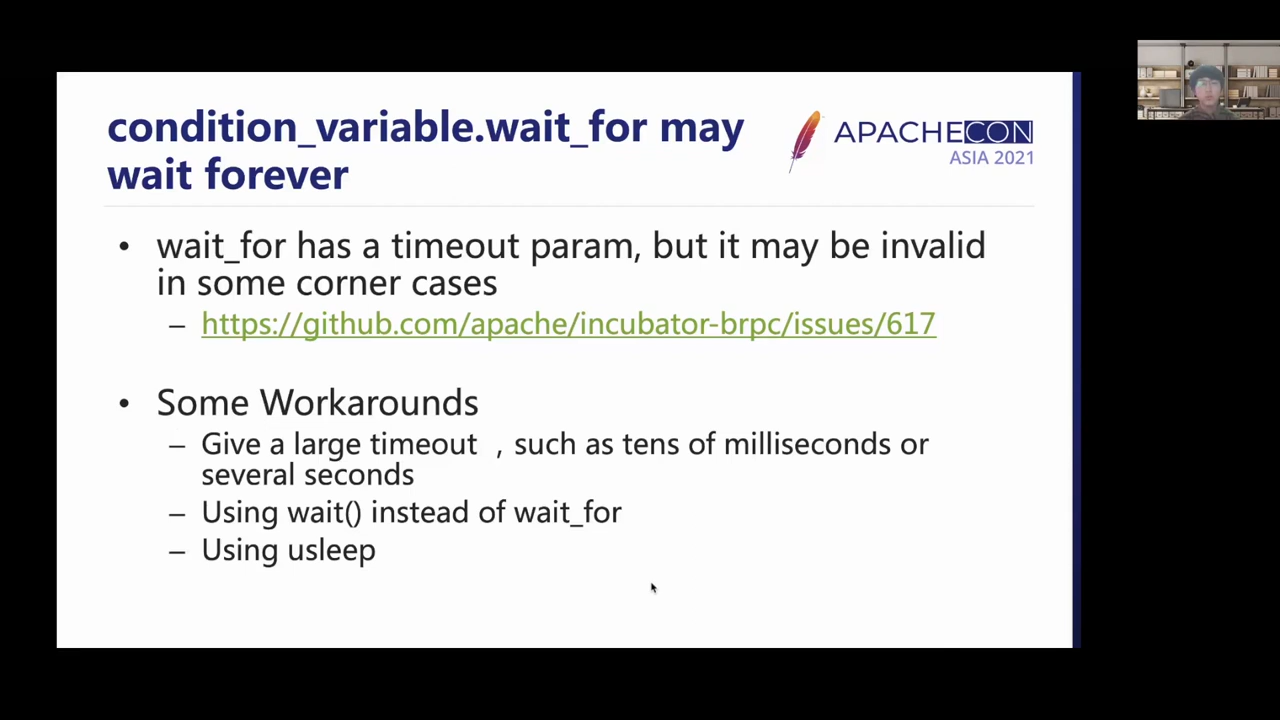 condition_variable.wait_for may
wait forever
APACHECON
ASIA 2021
• wait_for has a timeout param, but it may be invalid
in some corner cases
– https://github.com/apache/incubator-brpc/issues/617
• Some Workarounds
– Give a large timeout ，such as tens of milliseconds or
several seconds
– Using wait() instead of wait_for
– Using usleep